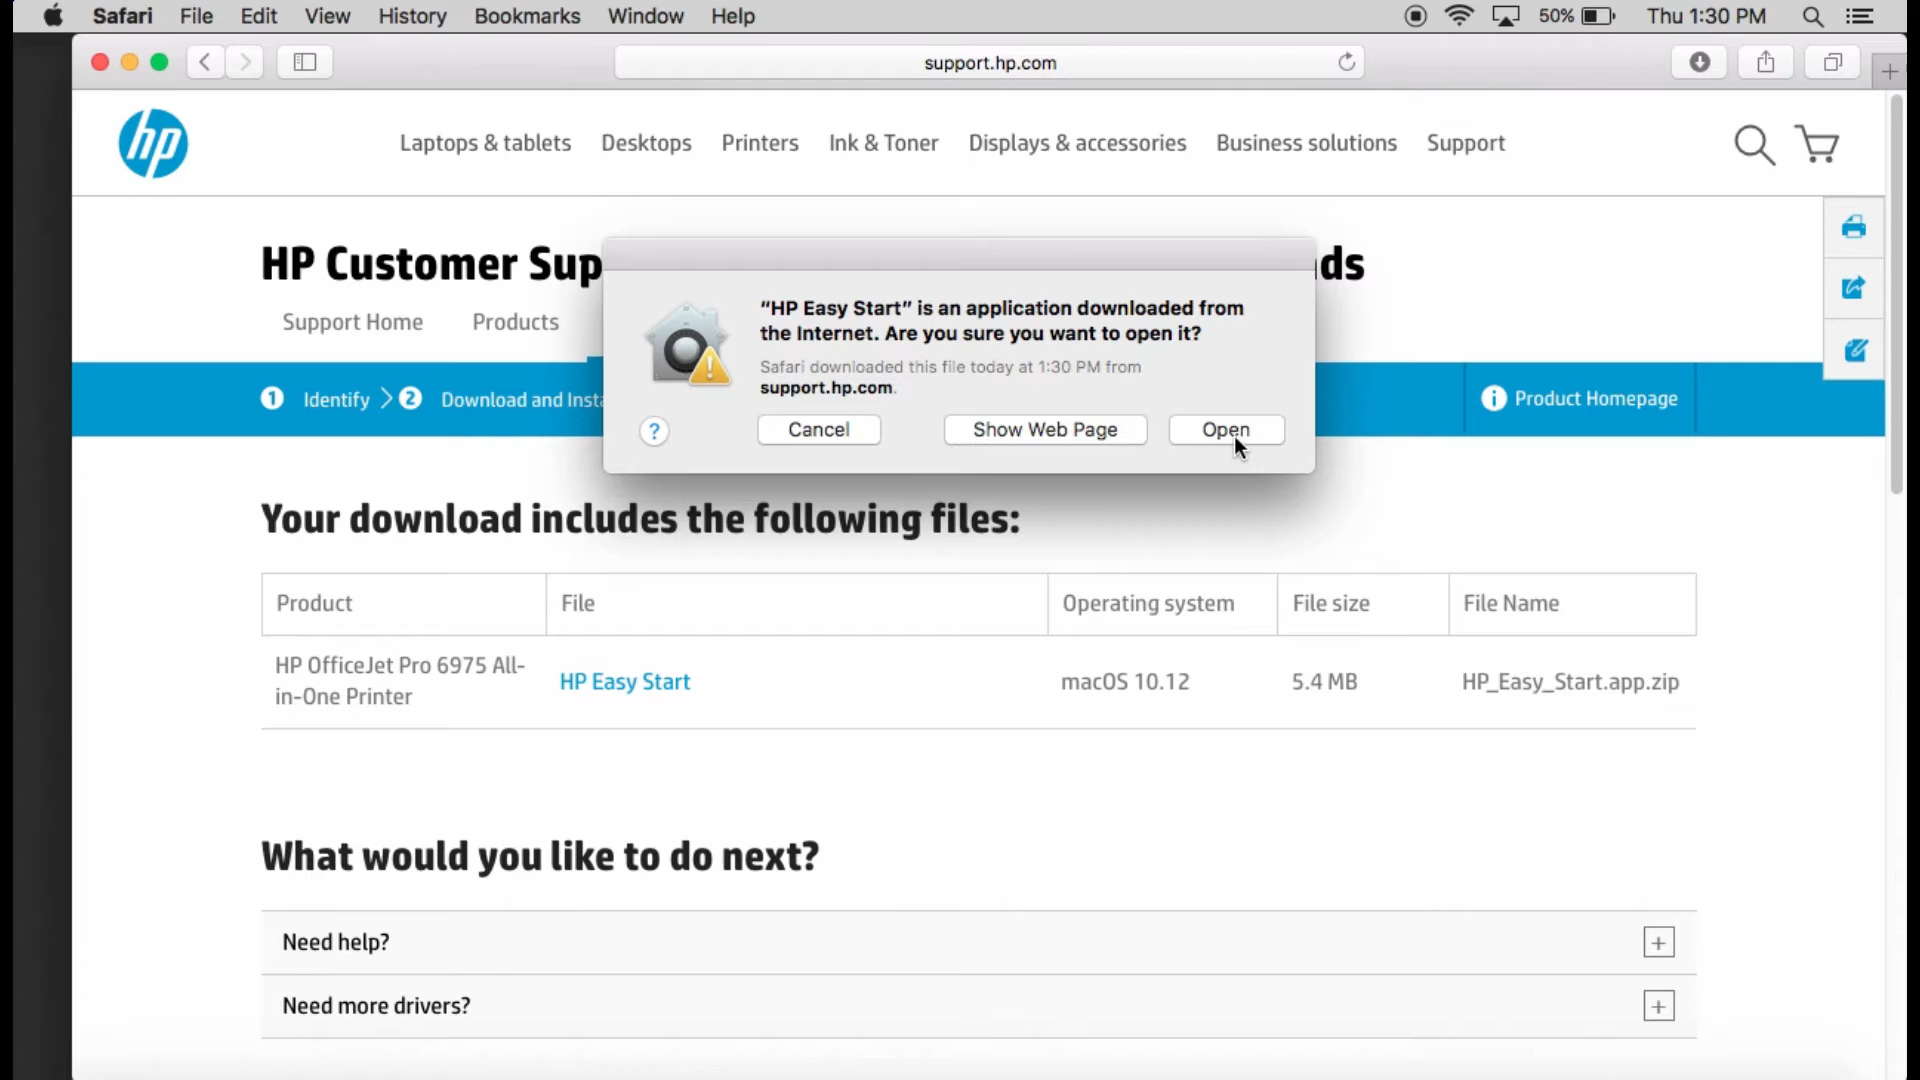 Safari File Edit View History Bookmarks Window Help 50% Thu 1:30 PM
support.hp.com
hp Laptops & tablets Desktops Printers Ink & Toner Displays & accessories Business solutions Support
HP Customer Sup ds
Support Home Products
“HP Easy Start” is an application downloaded from
the Internet. Are you sure you want to open it?
Safari downloaded this file today at 1:30 PM from
support.hp.com.
? Cancel Show Web Page Open
1 Identify 2 Download and Insta
Product Homepage
Your download includes the following files:
Product File Operating system File size File Name
HP OfficeJet Pro 6975 All-
in-One Printer
HP Easy Start macOS 10.12 5.4 MB HP_Easy_Start.app.zip
What would you like to do next?
Need help?
Need more drivers?